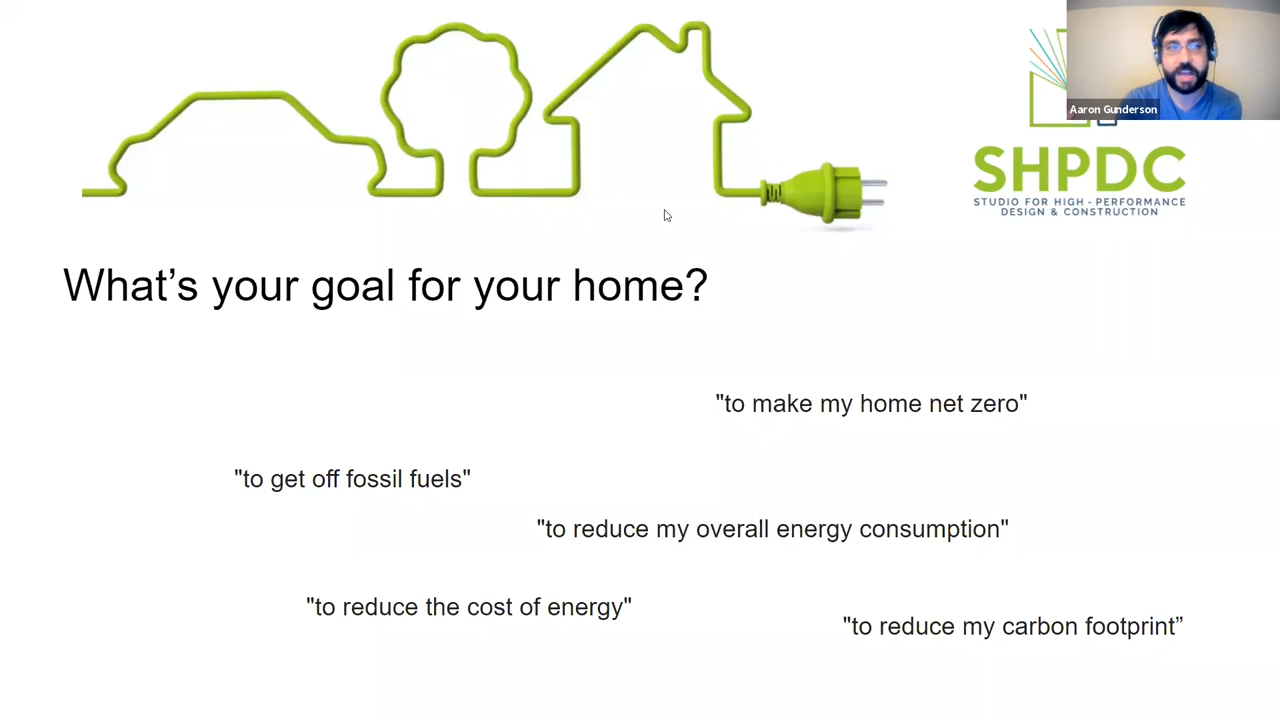 Aaron Gunderson
SHPDC
STUDIO FOR HIGH - PERFORMANCE
DESIGN & CONSTRUCTION
What’s your goal for your home?
"to make my home net zero"
"to get off fossil fuels"
"to reduce my overall energy consumption"
"to reduce the cost of energy"
"to reduce my carbon footprint”